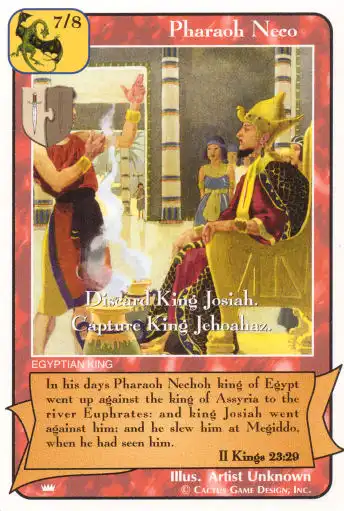 7/8
Pharaoh Neco
Discard King Josiah.
Capture King Jehoahaz.
EGYPTIAN KING
In his days Pharaoh Nechoh king of Egypt
went up against the king of Assyria to the
river Euphrates: and king Josiah went
against him; and he slew him at Megiddo,
when he had seen him.
II Kings 23:29
Illus. Artist Unknown
© Cactus Game Design, Inc.